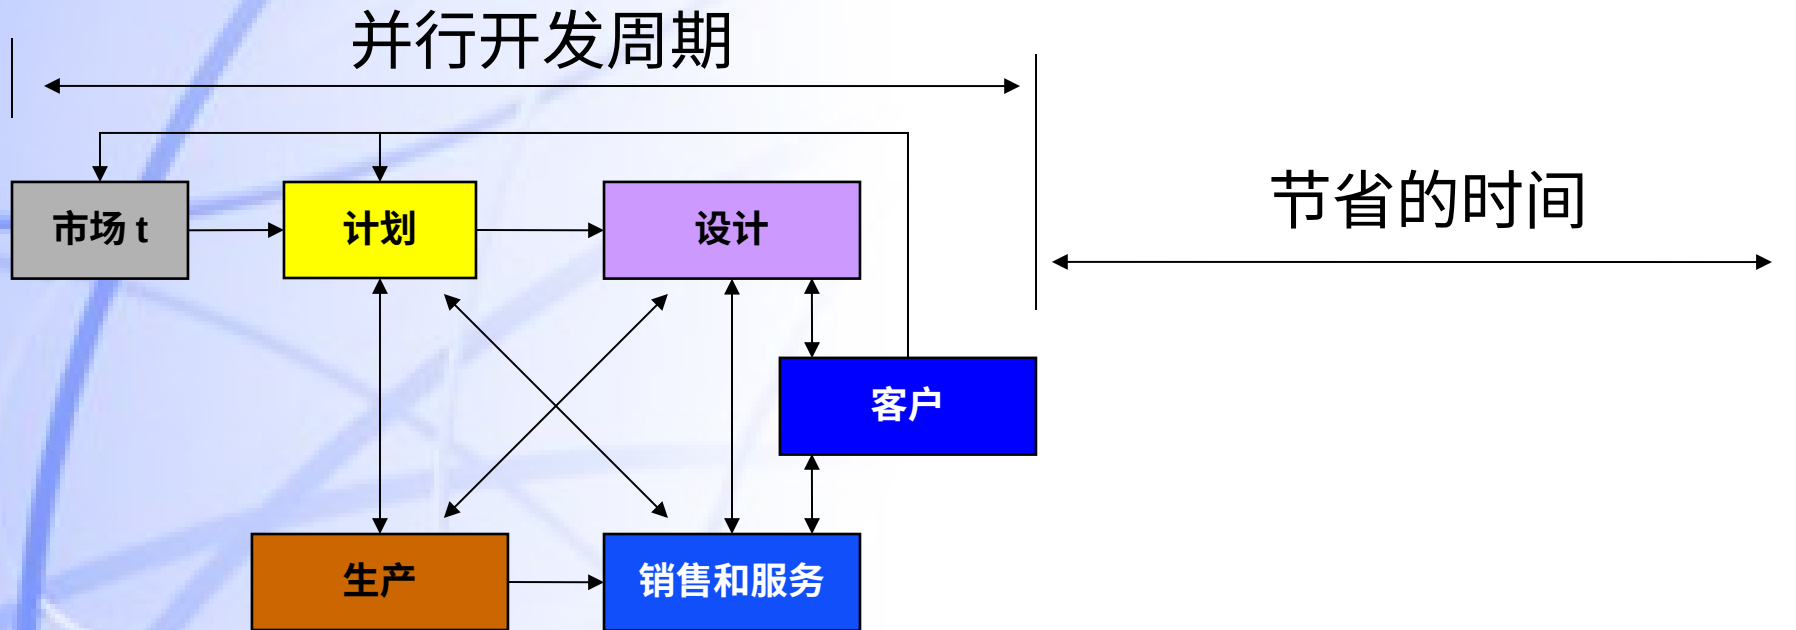 并行开发周期
节省的时间
市场 t
计划
设计
客户
生产
销售和服务